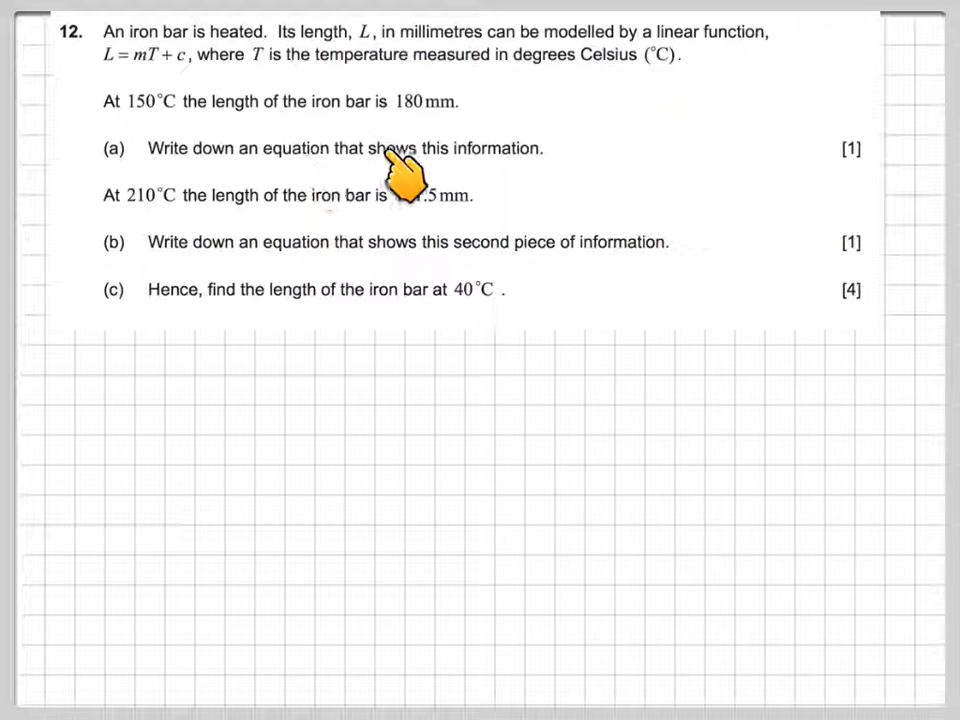 12. An iron bar is heated. Its length, L, in millimetres can be modelled by a linear function,
L = mT + c, where T is the temperature measured in degrees Celsius (°C).
At 150°C the length of the iron bar is 180 mm.
(a) Write down an equation that shows this information. [1]
At 210°C the length of the iron bar is .5 mm.
(b) Write down an equation that shows this second piece of information. [1]
(c) Hence, find the length of the iron bar at 40°C . [4]